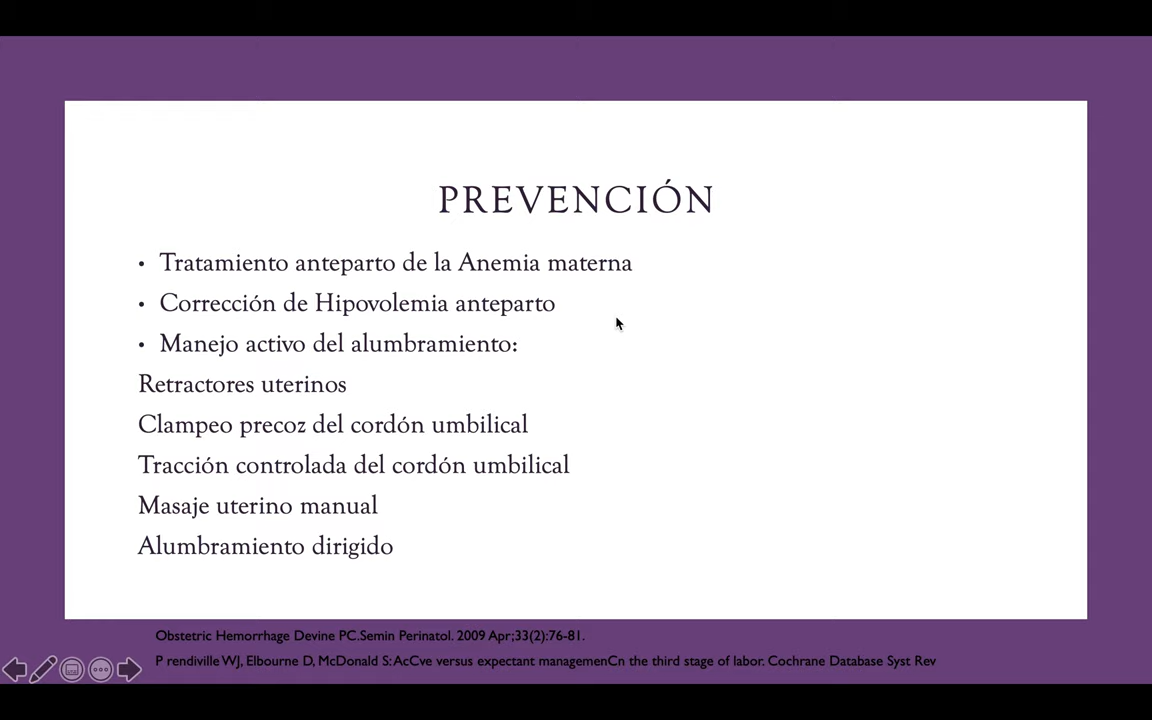 PREVENCIÓN
• Tratamiento anteparto de la Anemia materna
• Corrección de Hipovolemia anteparto
• Manejo activo del alumbramiento:
Retractores uterinos
Clampeo precoz del cordón umbilical
Tracción controlada del cordón umbilical
Masaje uterino manual
Alumbramiento dirigido
Obstetric Hemorrhage Devine PC.Semin Perinatol. 2009 Apr;33(2):76-81.
P rendiville WJ, Elbourne D, McDonald S: AcCve versus expectant managemenCn the third stage of labor. Cochrane Database Syst Rev